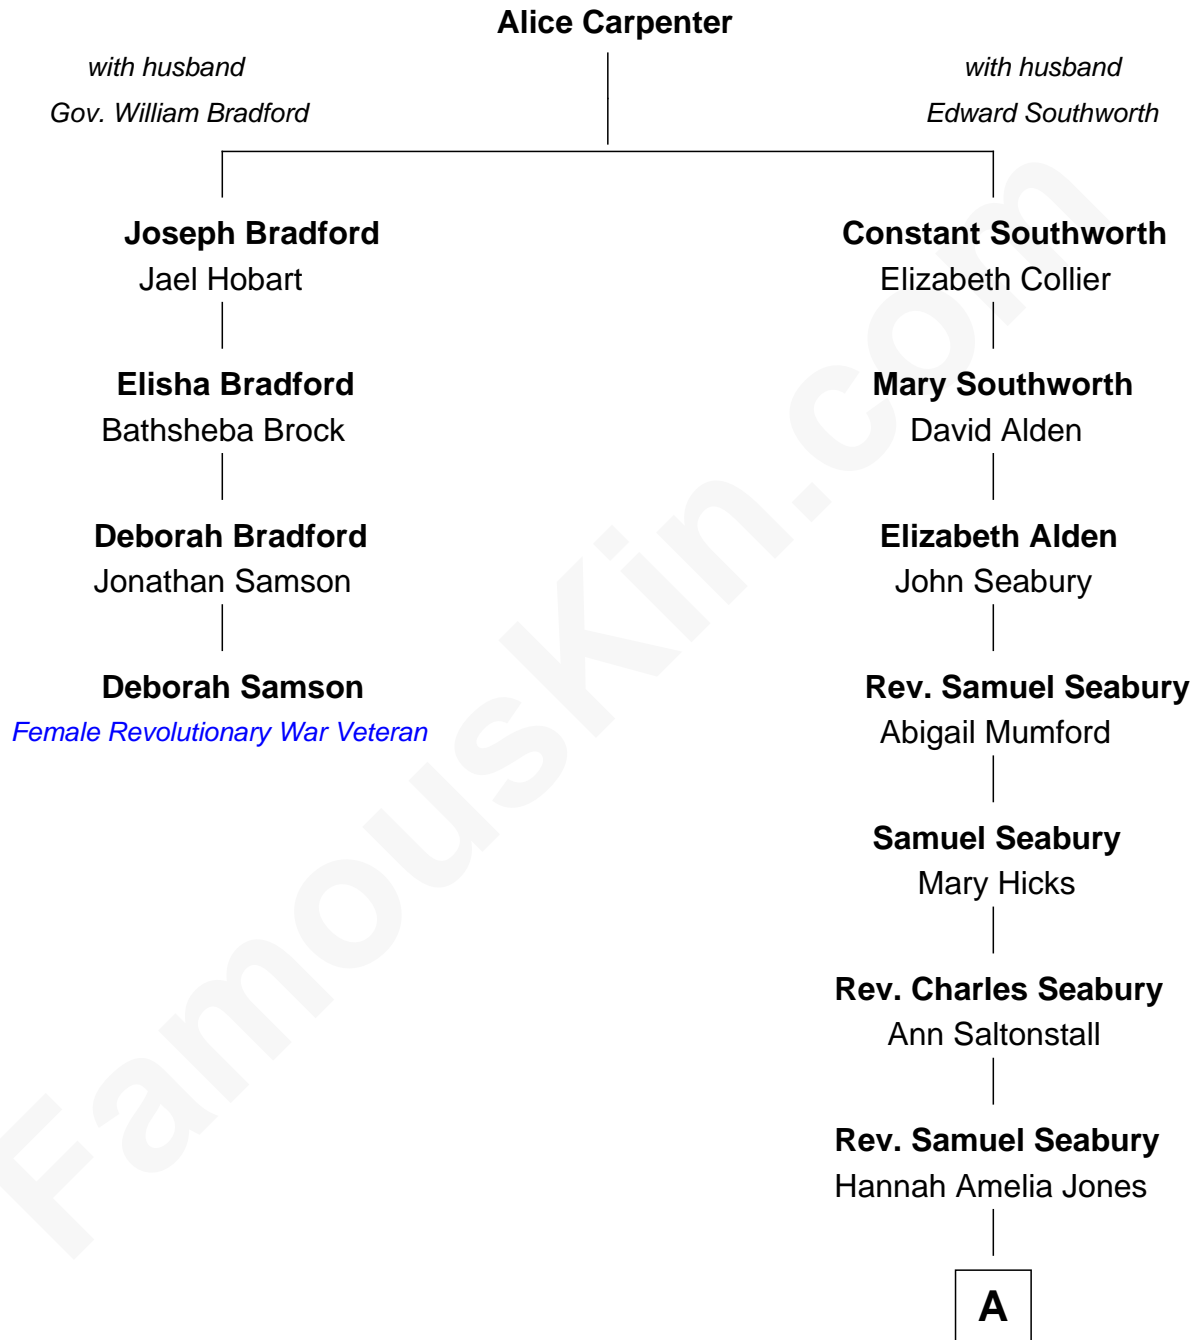 Alice Carpenter
with husband
Gov. William Bradford
with husband
Edward Southworth
Joseph Bradford
Jael Hobart
Constant Southworth
Elizabeth Collier
Elisha Bradford
Bathsheba Brock
Mary Southworth
David Alden
Deborah Bradford
Jonathan Samson
Elizabeth Alden
John Seabury
Deborah Samson
Female Revolutionary War Veteran
Rev. Samuel Seabury
Abigail Mumford
Samuel Seabury
Mary Hicks
Rev. Charles Seabury
Ann Saltonstall
Rev. Samuel Seabury
Hannah Amelia Jones
A
FamousKin.com